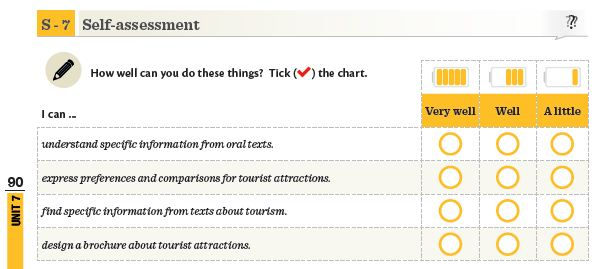 S - 7 Self-assessment
How well can you do these things? Tick (✓) the chart.
I can ...
Very well Well A little
understand specific information from oral texts.
express preferences and comparisons for tourist attractions.
find specific information from texts about tourism.
design a brochure about tourist attractions.
90
UNIT 7